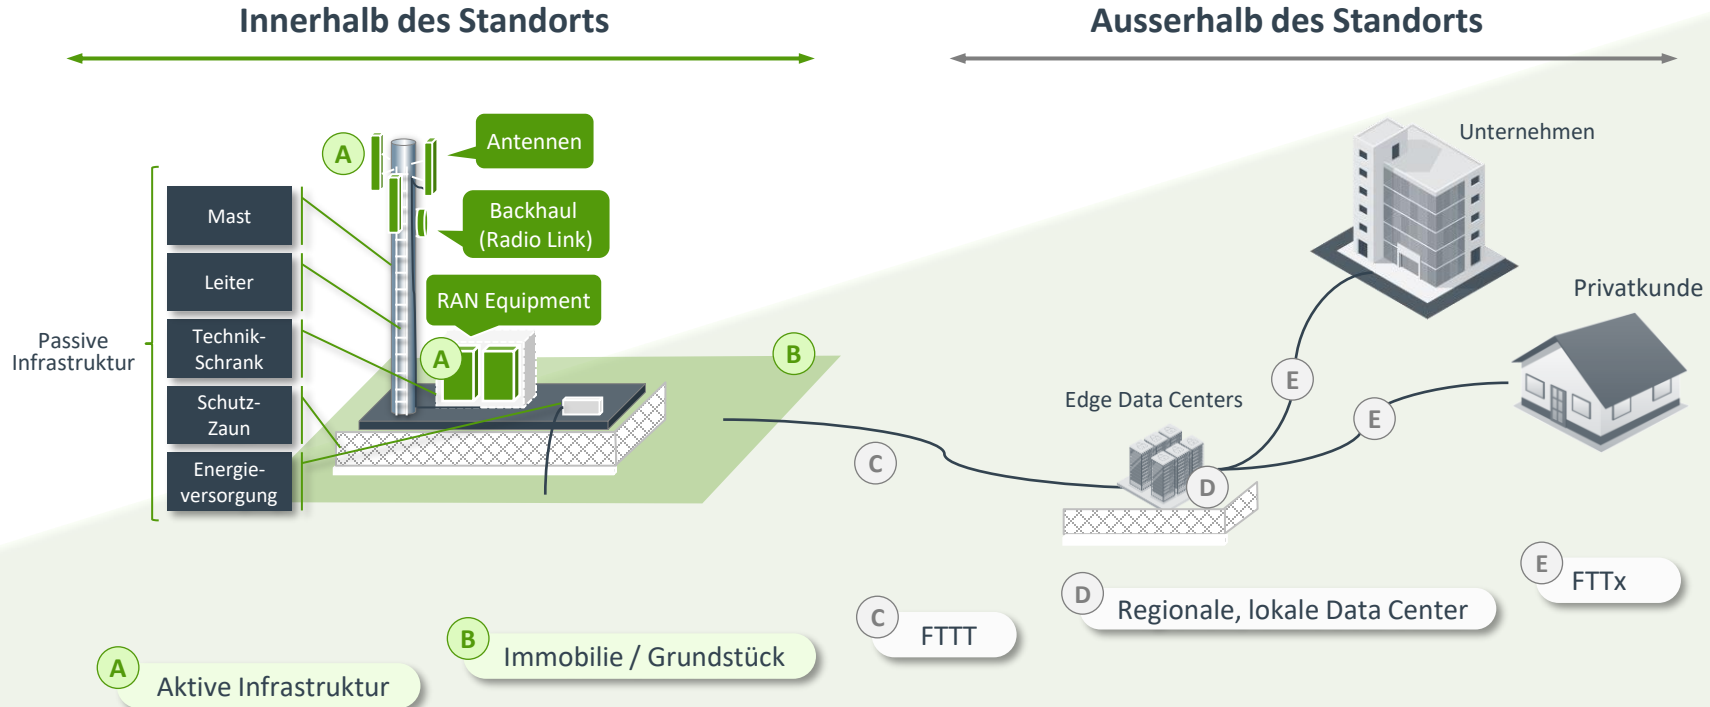 Innerhalb des Standorts
Ausserhalb des Standorts
A
Antennen
Backhaul
(Radio Link)
RAN Equipment
A
B
Passive
Infrastruktur
Mast
Leiter
Technik-
Schrank
Schutz-
Zaun
Energie-
versorgung
Unternehmen
Privatkunde
Edge Data Centers
C
D
E
E
A
Aktive Infrastruktur
B
Immobilie / Grundstück
C
FTTT
D
Regionale, lokale Data Center
E
FTTx